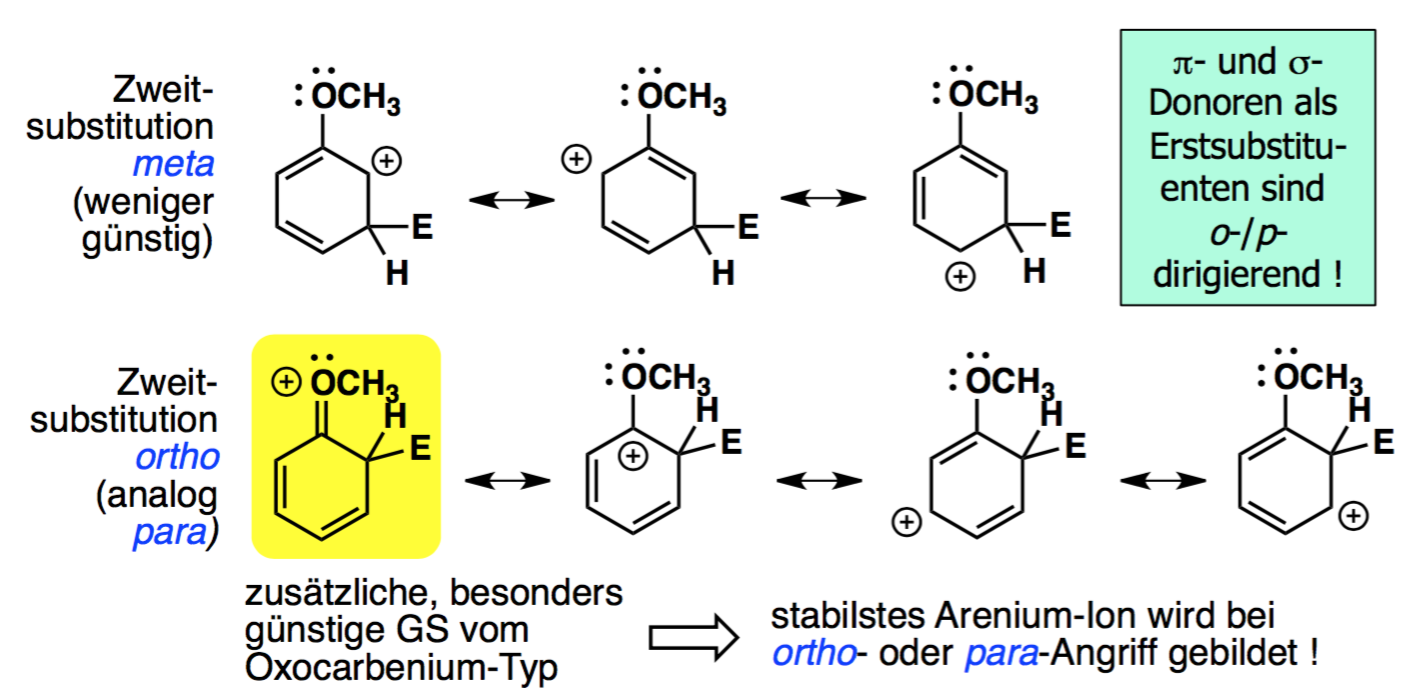 Zweit-
substitution
meta
(weniger
günstig)
:OCH3
+
E
H
:OCH3
+
E
H
:OCH3
+
E
H
π- und σ-
Donoren als
Erstsubstitu-
enten sind
o-/p-
dirigierend !
Zweit-
substitution
ortho
(analog
para)
+ OCH3
H
E
:OCH3
H
E
+
:OCH3
H
E
+
:OCH3
H
E
+
zusätzliche, besonders
günstige GS vom
Oxocarbenium-Typ
stabilstes Arenium-Ion wird bei
ortho- oder para-Angriff gebildet !